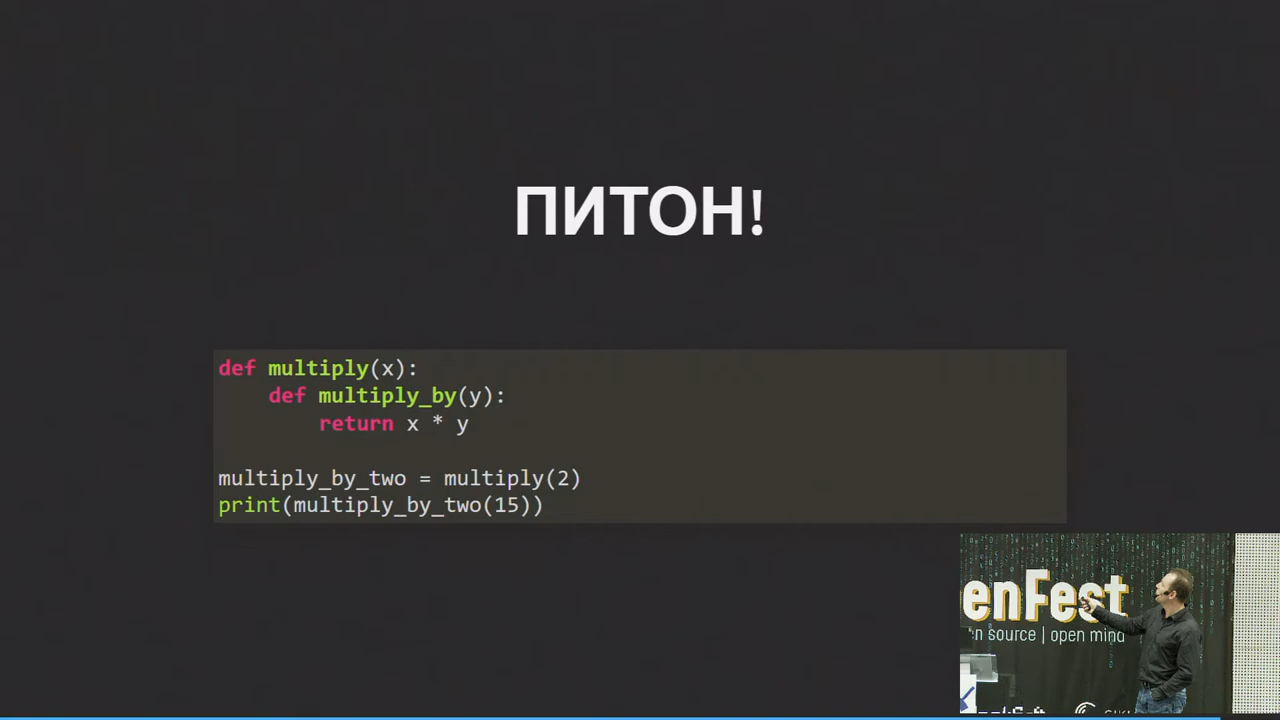 ПИТОН!
def multiply(x):
    def multiply_by(y):
        return x * y
multiply_by_two = multiply(2)
print(multiply_by_two(15))
enFest
n source | open mind